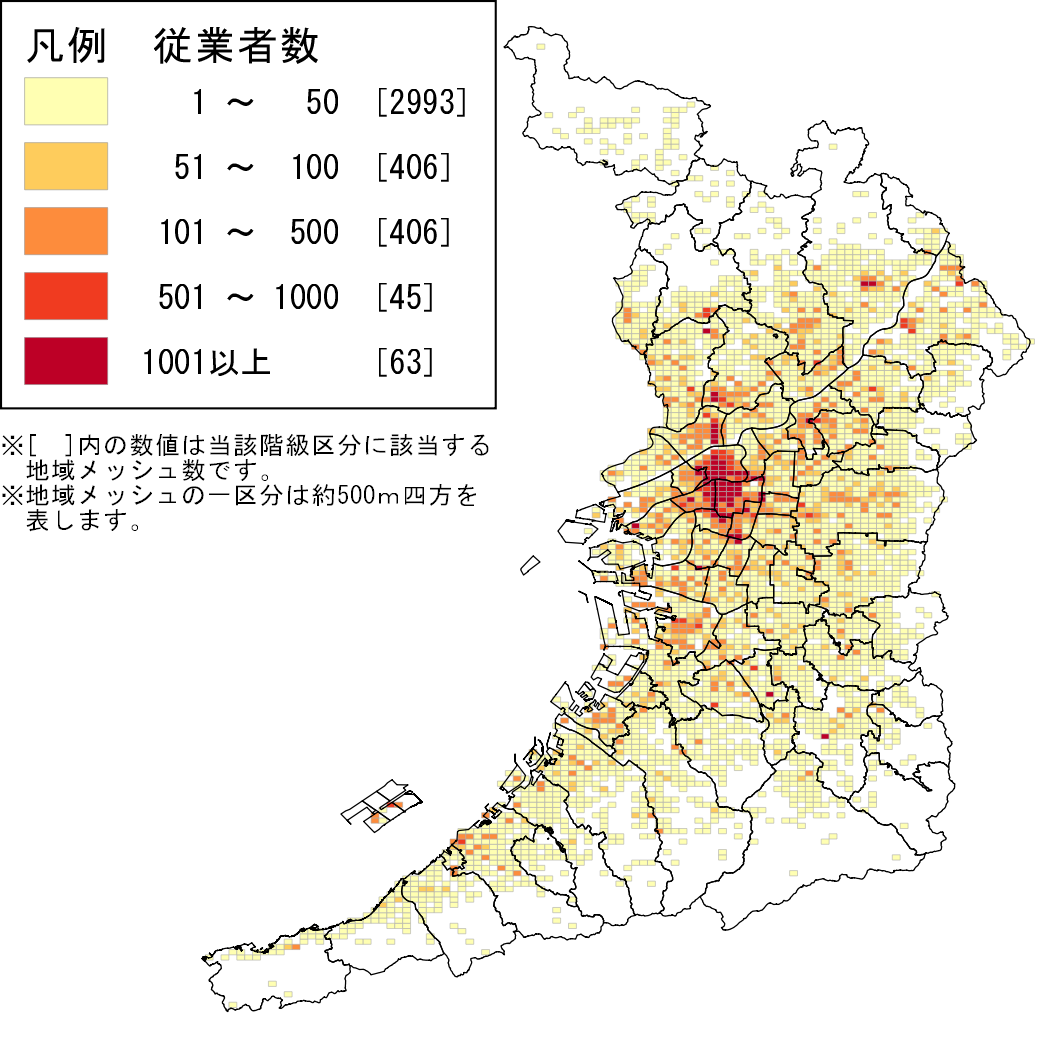 凡例 従業者数
1 ～ 50 [2993]
51 ～ 100 [406]
101 ～ 500 [406]
501 ～ 1000 [45]
1001以上 [63]
※[ ]内の数値は当該階級区分に該当する
地域メッシュ数です。
※地域メッシュの一区分は約500ｍ四方を
表します。